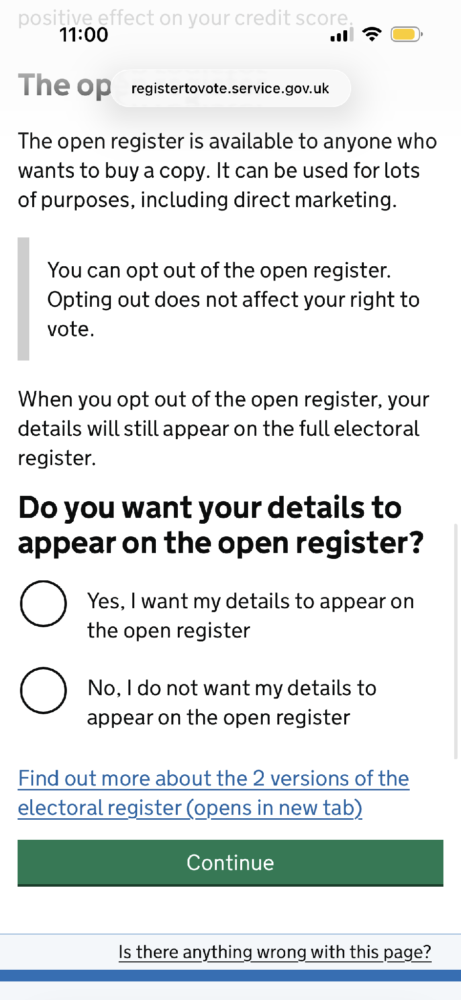 positive effect on your credit score.
11:00
The op
registertovote.service.gov.uk
The open register is available to anyone who
wants to buy a copy. It can be used for lots
of purposes, including direct marketing.
You can opt out of the open register.
Opting out does not affect your right to
vote.
When you opt out of the open register, your
details will still appear on the full electoral
register.
Do you want your details to
appear on the open register?
Yes, I want my details to appear on
the open register
No, I do not want my details to
appear on the open register
Find out more about the 2 versions of the
electoral register (opens in new tab)
Continue
Is there anything wrong with this page?